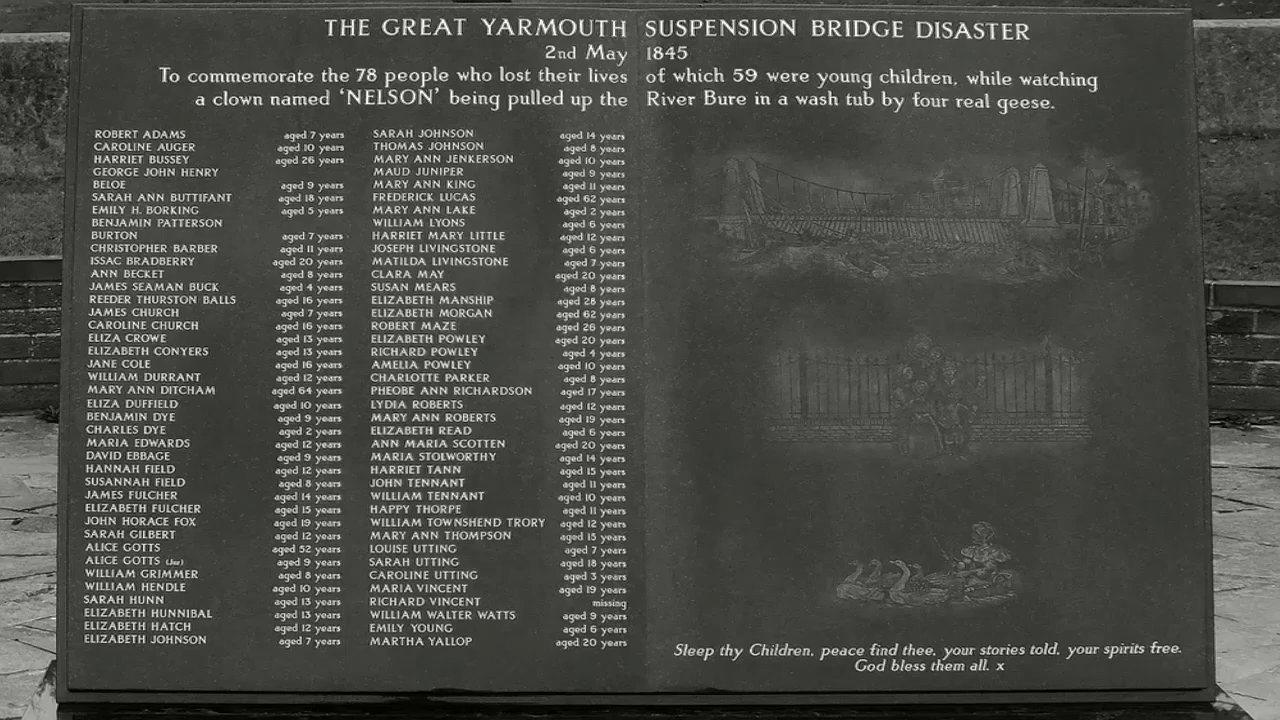 THE GREAT YARMOUTH SUSPENSION BRIDGE DISASTER
2nd May 1845
To commemorate the 78 people who lost their lives of which 59 were young children, while watching
a clown named 'NELSON' being pulled up the River Bure in a wash tub by four real geese.
ROBERT ADAMS aged 7 years
CAROLINE AUGER aged 10 years
HARRIET BUSSEY aged 26 years
GEORGE JOHN HENRY
BELOE aged 9 years
SARAH ANN BUTTIFANT aged 18 years
EMILY H. BORKING aged 5 years
BENJAMIN PATTERSON
BURTON aged 7 years
CHRISTOPHER BARBER aged 11 years
ISSAC BRADBERRY aged 20 years
ANN BECKET aged 8 years
JAMES SEAMAN BUCK aged 4 years
REEDER THURSTON BALLS aged 16 years
JAMES CHURCH aged 7 years
CAROLINE CHURCH aged 16 years
ELIZA CROWE aged 13 years
ELIZABETH CONYERS aged 13 years
JANE COLE aged 16 years
WILLIAM DURRANT aged 12 years
MARY ANN DITCHAM aged 64 years
ELIZA DUFFIELD aged 10 years
BENJAMIN DYE aged 9 years
CHARLES DYE aged 2 years
MARIA EDWARDS aged 12 years
DAVID EBBAGE aged 9 years
HANNAH FIELD aged 12 years
SUSANNAH FIELD aged 8 years
JAMES FULCHER aged 14 years
ELIZABETH FULCHER aged 15 years
JOHN HORACE FOX aged 19 years
SARAH GILBERT aged 12 years
ALICE GOTTS aged 52 years
ALICE GOTTS (Jnr) aged 9 years
WILLIAM GRIMMER aged 8 years
WILLIAM HENDLE aged 10 years
SARAH HUNN aged 13 years
ELIZABETH HUNNIBAL aged 13 years
ELIZABETH HATCH aged 12 years
ELIZABETH JOHNSON aged 7 years
SARAH JOHNSON aged 14 years
THOMAS JOHNSON aged 8 years
MARY ANN JENKERSON aged 10 years
MAUD JUNIPER aged 9 years
MARY ANN KING aged 11 years
FREDERICK LUCAS aged 62 years
MARY ANN LAKE aged 2 years
WILLIAM LYONS aged 6 years
HARRIET MARY LITTLE aged 12 years
JOSEPH LIVINGSTONE aged 6 years
MATILDA LIVINGSTONE aged 7 years
CLARA MAY aged 20 years
SUSAN MEARS aged 8 years
ELIZABETH MANSHIP aged 28 years
ELIZABETH MORGAN aged 62 years
ROBERT MAZE aged 26 years
ELIZABETH POWLEY aged 20 years
RICHARD POWLEY aged 4 years
AMELIA POWLEY aged 10 years
CHARLOTTE PARKER aged 8 years
PHEOBE ANN RICHARDSON aged 17 years
LYDIA ROBERTS aged 12 years
MARY ANN ROBERTS aged 19 years
ELIZABETH READ aged 6 years
ANN MARIA SCOTTEN aged 20 years
MARIA STOLWORTHY aged 14 years
HARRIET TANN aged 15 years
JOHN TENNANT aged 11 years
WILLIAM TENNANT aged 10 years
HAPPY THORPE aged 11 years
WILLIAM TOWNSHEND TRORY aged 12 years
MARY ANN THOMPSON aged 15 years
LOUISE UTTING aged 7 years
SARAH UTTING aged 18 years
CAROLINE UTTING aged 3 years
MARIA VINCENT aged 19 years
RICHARD VINCENT missing
WILLIAM WALTER WATTS aged 9 years
EMILY YOUNG aged 6 years
MARTHA YALLOP aged 20 years
Sleep thy Children, peace find thee, your stories told, your spirits free.
God bless them all. x